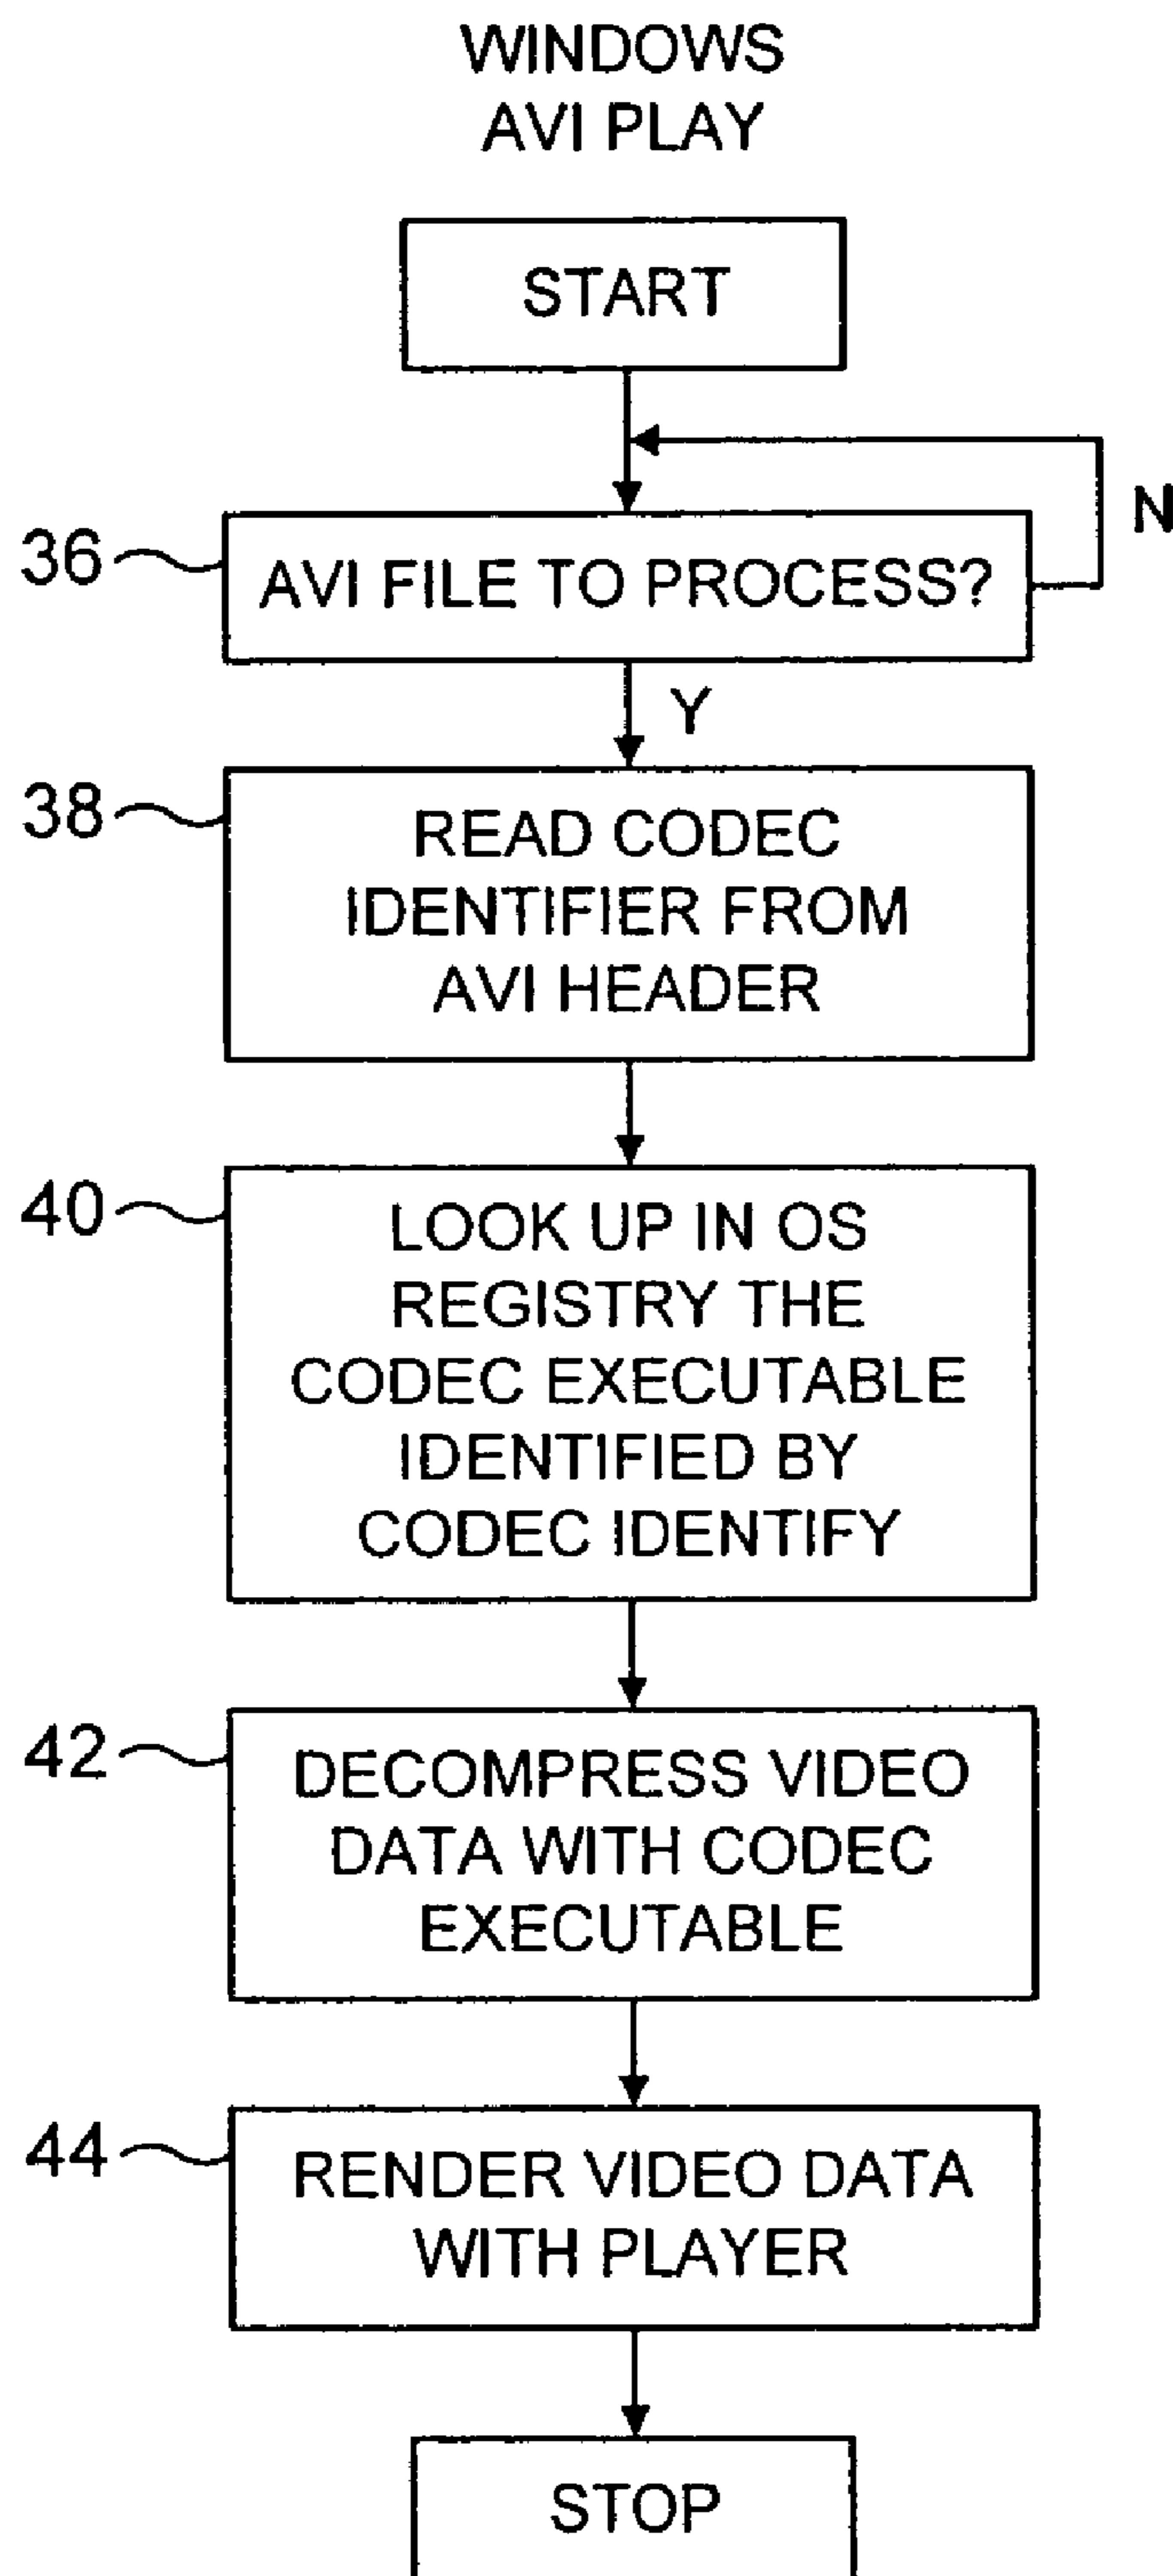 WINDOWS
AVI PLAY
START
N
36
AVI FILE TO PROCESS?
Y
38
READ CODEC
IDENTIFIER FROM
AVI HEADER
40
LOOK UP IN OS
REGISTRY THE
CODEC EXECUTABLE
IDENTIFIED BY
CODEC IDENTIFY
42
DECOMPRESS VIDEO
DATA WITH CODEC
EXECUTABLE
44
RENDER VIDEO DATA
WITH PLAYER
STOP